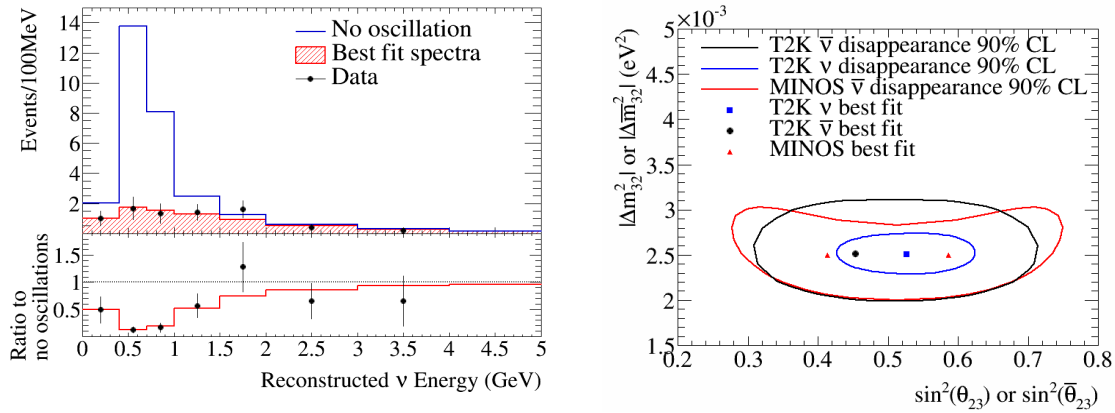 Events/1000MeV
14
12
10
8
6
4
2
No oscillation
Best fit spectra
Data
Ratio to
no oscillations
1.5
1
0.5
0 0.5 1 1.5 2 2.5 3 3.5 4 4.5 5
Reconstructed ν Energy (GeV)
×10⁻³
|Δm²₃₂| or |Δm̅²₃₂| (eV²)
5
4.5
4
3.5
3
2.5
2
1.5
T2K ν̅ disappearance 90% CL
T2K ν disappearance 90% CL
MINOS ν̅ disappearance 90% CL
T2K ν best fit
T2K ν̅ best fit
MINOS best fit
0.2 0.3 0.4 0.5 0.6 0.7 0.8
sin²(θ₂₃) or sin²(θ̅₂₃)